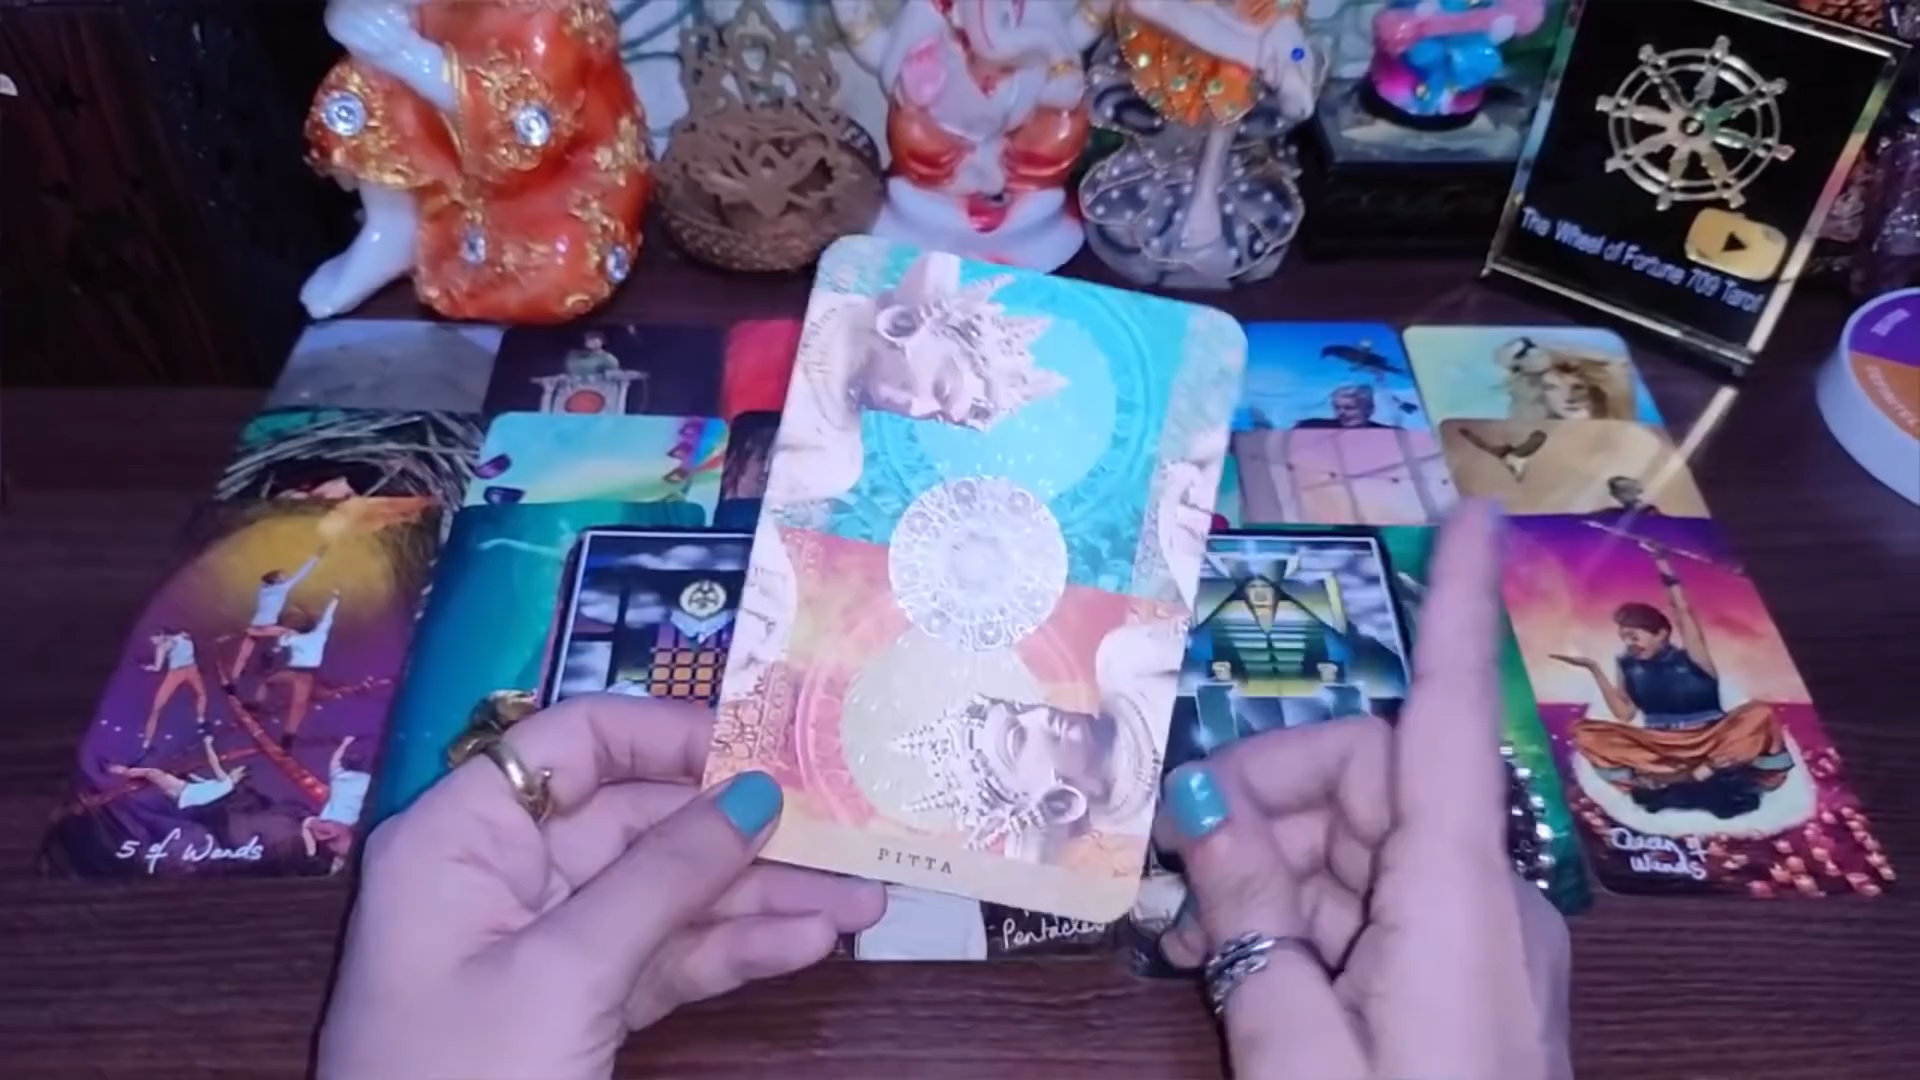 The Wheel of Fortune 709 Tarot
5 of Wands
PITTA
Queen of
Wands
Pentacles